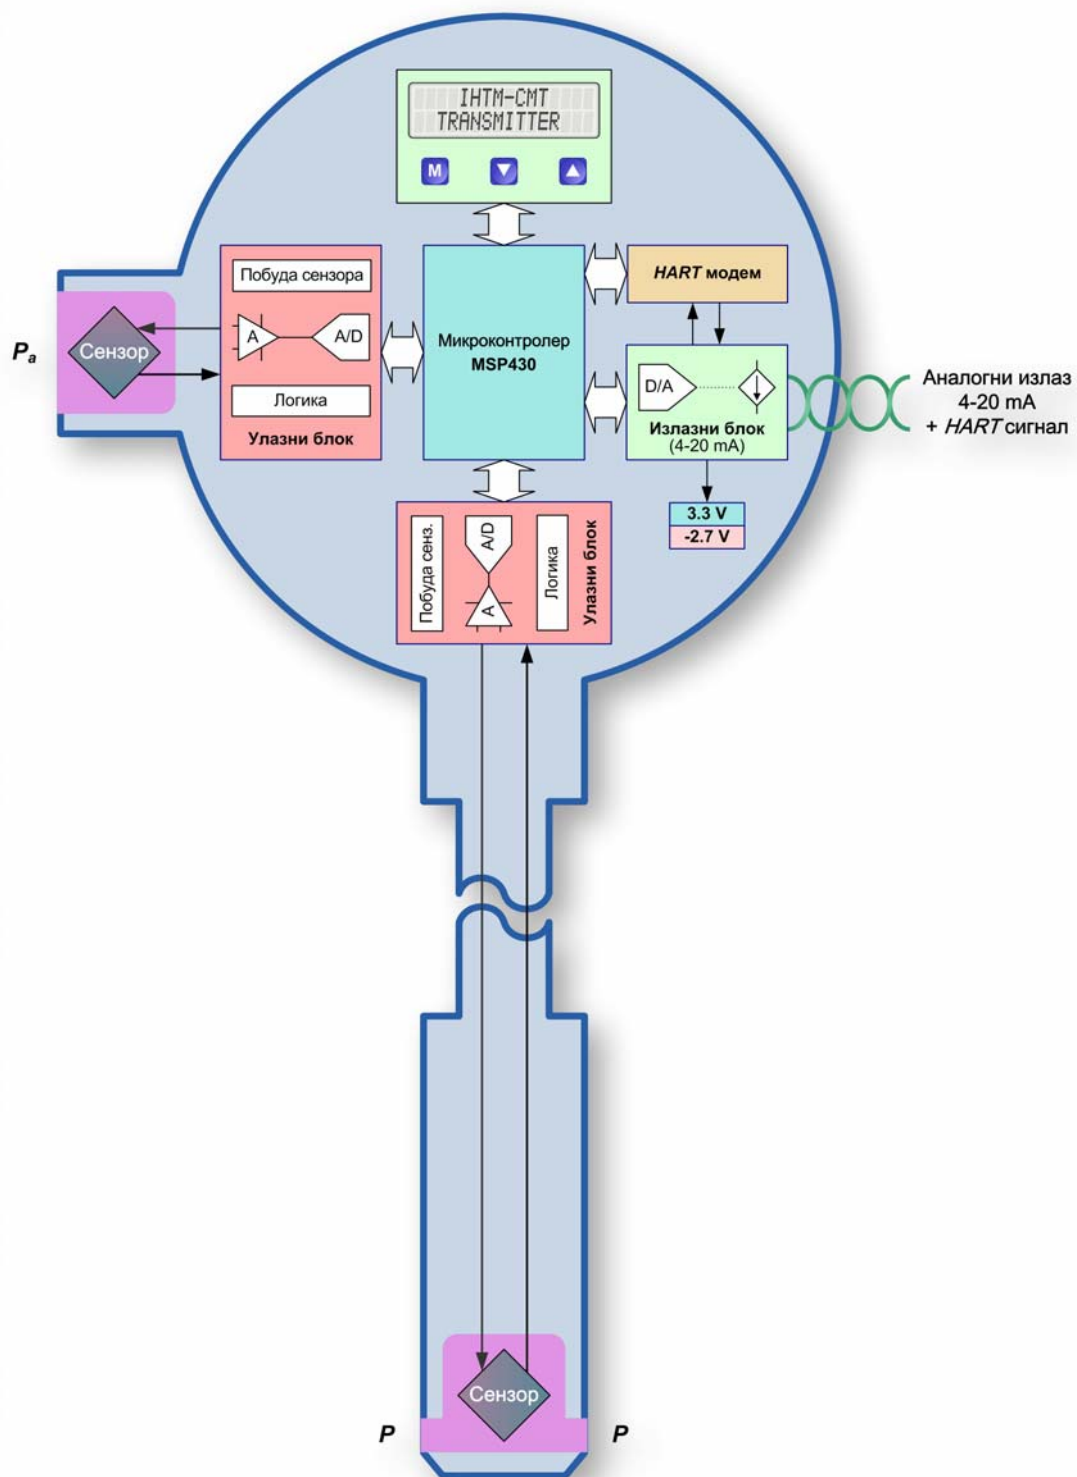 IHTM-CMT
TRANSMITTER
M
Побуда сензора
A
A/D
Логика
Улазни блок
Pa
Сензор
Микроконтролер
MSP430
HART модем
D/A
Излазни блок
(4-20 mA)
Аналогни излаз
4-20 mA
+ HART сигнал
3.3 V
-2.7 V
Побуда сенз.
A
A/D
Логика
Улазни блок
Сензор
P
P